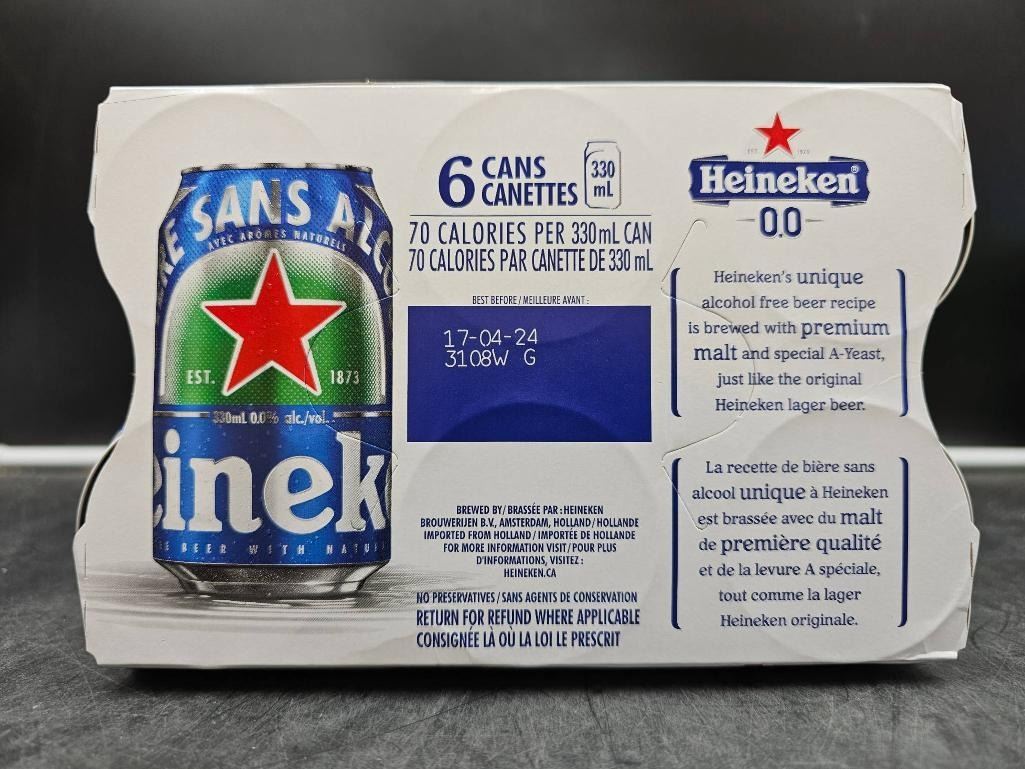 SANS
AVEC ARÔMES NATURELS
EST. 1873
330mL 0.0% alc./vol.
eineke
BEER WITH
6 CANS
CANETTES
330
mL
70 CALORIES PER 330mL CAN
70 CALORIES PAR CANETTE DE 330 mL
BEST BEFORE / MEILLEURE AVANT :
17-04-24
3108W G
BREWED BY / BRASSÉE PAR : HEINEKEN
BROUWERIJEN B.V., AMSTERDAM, HOLLAND / HOLLANDE
IMPORTED FROM HOLLAND / IMPORTÉE DE HOLLANDE
FOR MORE INFORMATION VISIT / POUR PLUS
D'INFORMATIONS, VISITEZ :
HEINEKEN.CA
NO PRESERVATIVES / SANS AGENTS DE CONSERVATION
RETURN FOR REFUND WHERE APPLICABLE
CONSIGNÉE LÀ OÙ LA LOI LE PRESCRIT
EST. 1873
Heineken®
0.0
Heineken's unique
alcohol free beer recipe
is brewed with premium
malt and special A-Yeast,
just like the original
Heineken lager beer.
La recette de bière sans
alcool unique à Heineken
est brassée avec du malt
de première qualité
et de la levure A spéciale,
tout comme la lager
Heineken originale.